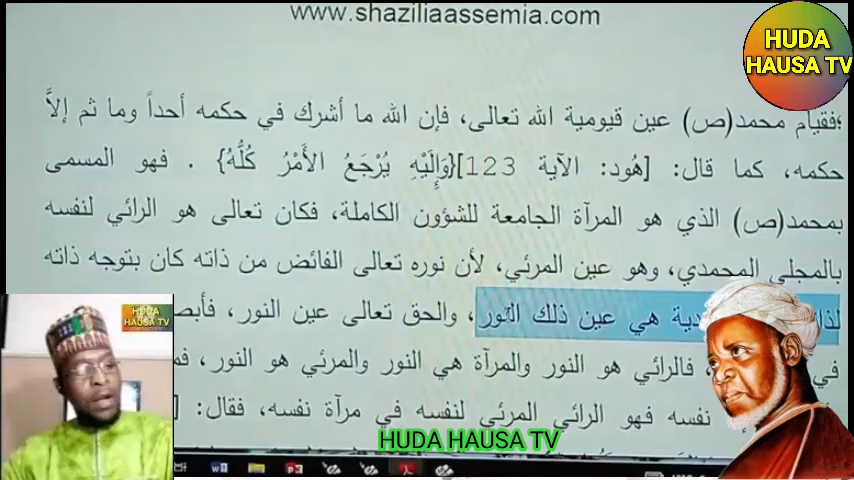 www.shaziliaassemia.com
HUDA
HAUSA TV
؛فقيام محمد(ص) عين قيومية الله تعالى، فإن الله ما أشرك في حكمه أحداً وما ثم إلاَّ
حكمه، كما قال: [هُود: الآية 123]{وَإِلَيْهِ يُرْجَعُ الأَمْرُ كُلُّهُ} . فهو المسمى
بمحمد(ص) الذي هو المرآة الجامعة للشؤون الكاملة، فكان تعالى هو الرائي لنفسه
بالمجلى المحمدي، وهو عين المرئي، لأن نوره تعالى الفائض من ذاته كان بتوجه ذاته
هي عين ذلك النور، والحق تعالى عين النور،
في فالرائي هو النور والمرآة هي النور والمرئي هو النور،
نفسه فهو الرائي المرئي لنفسه في مرآة نفسه، فقال: [
HUDA
HAUSA TV
HUDA HAUSA TV